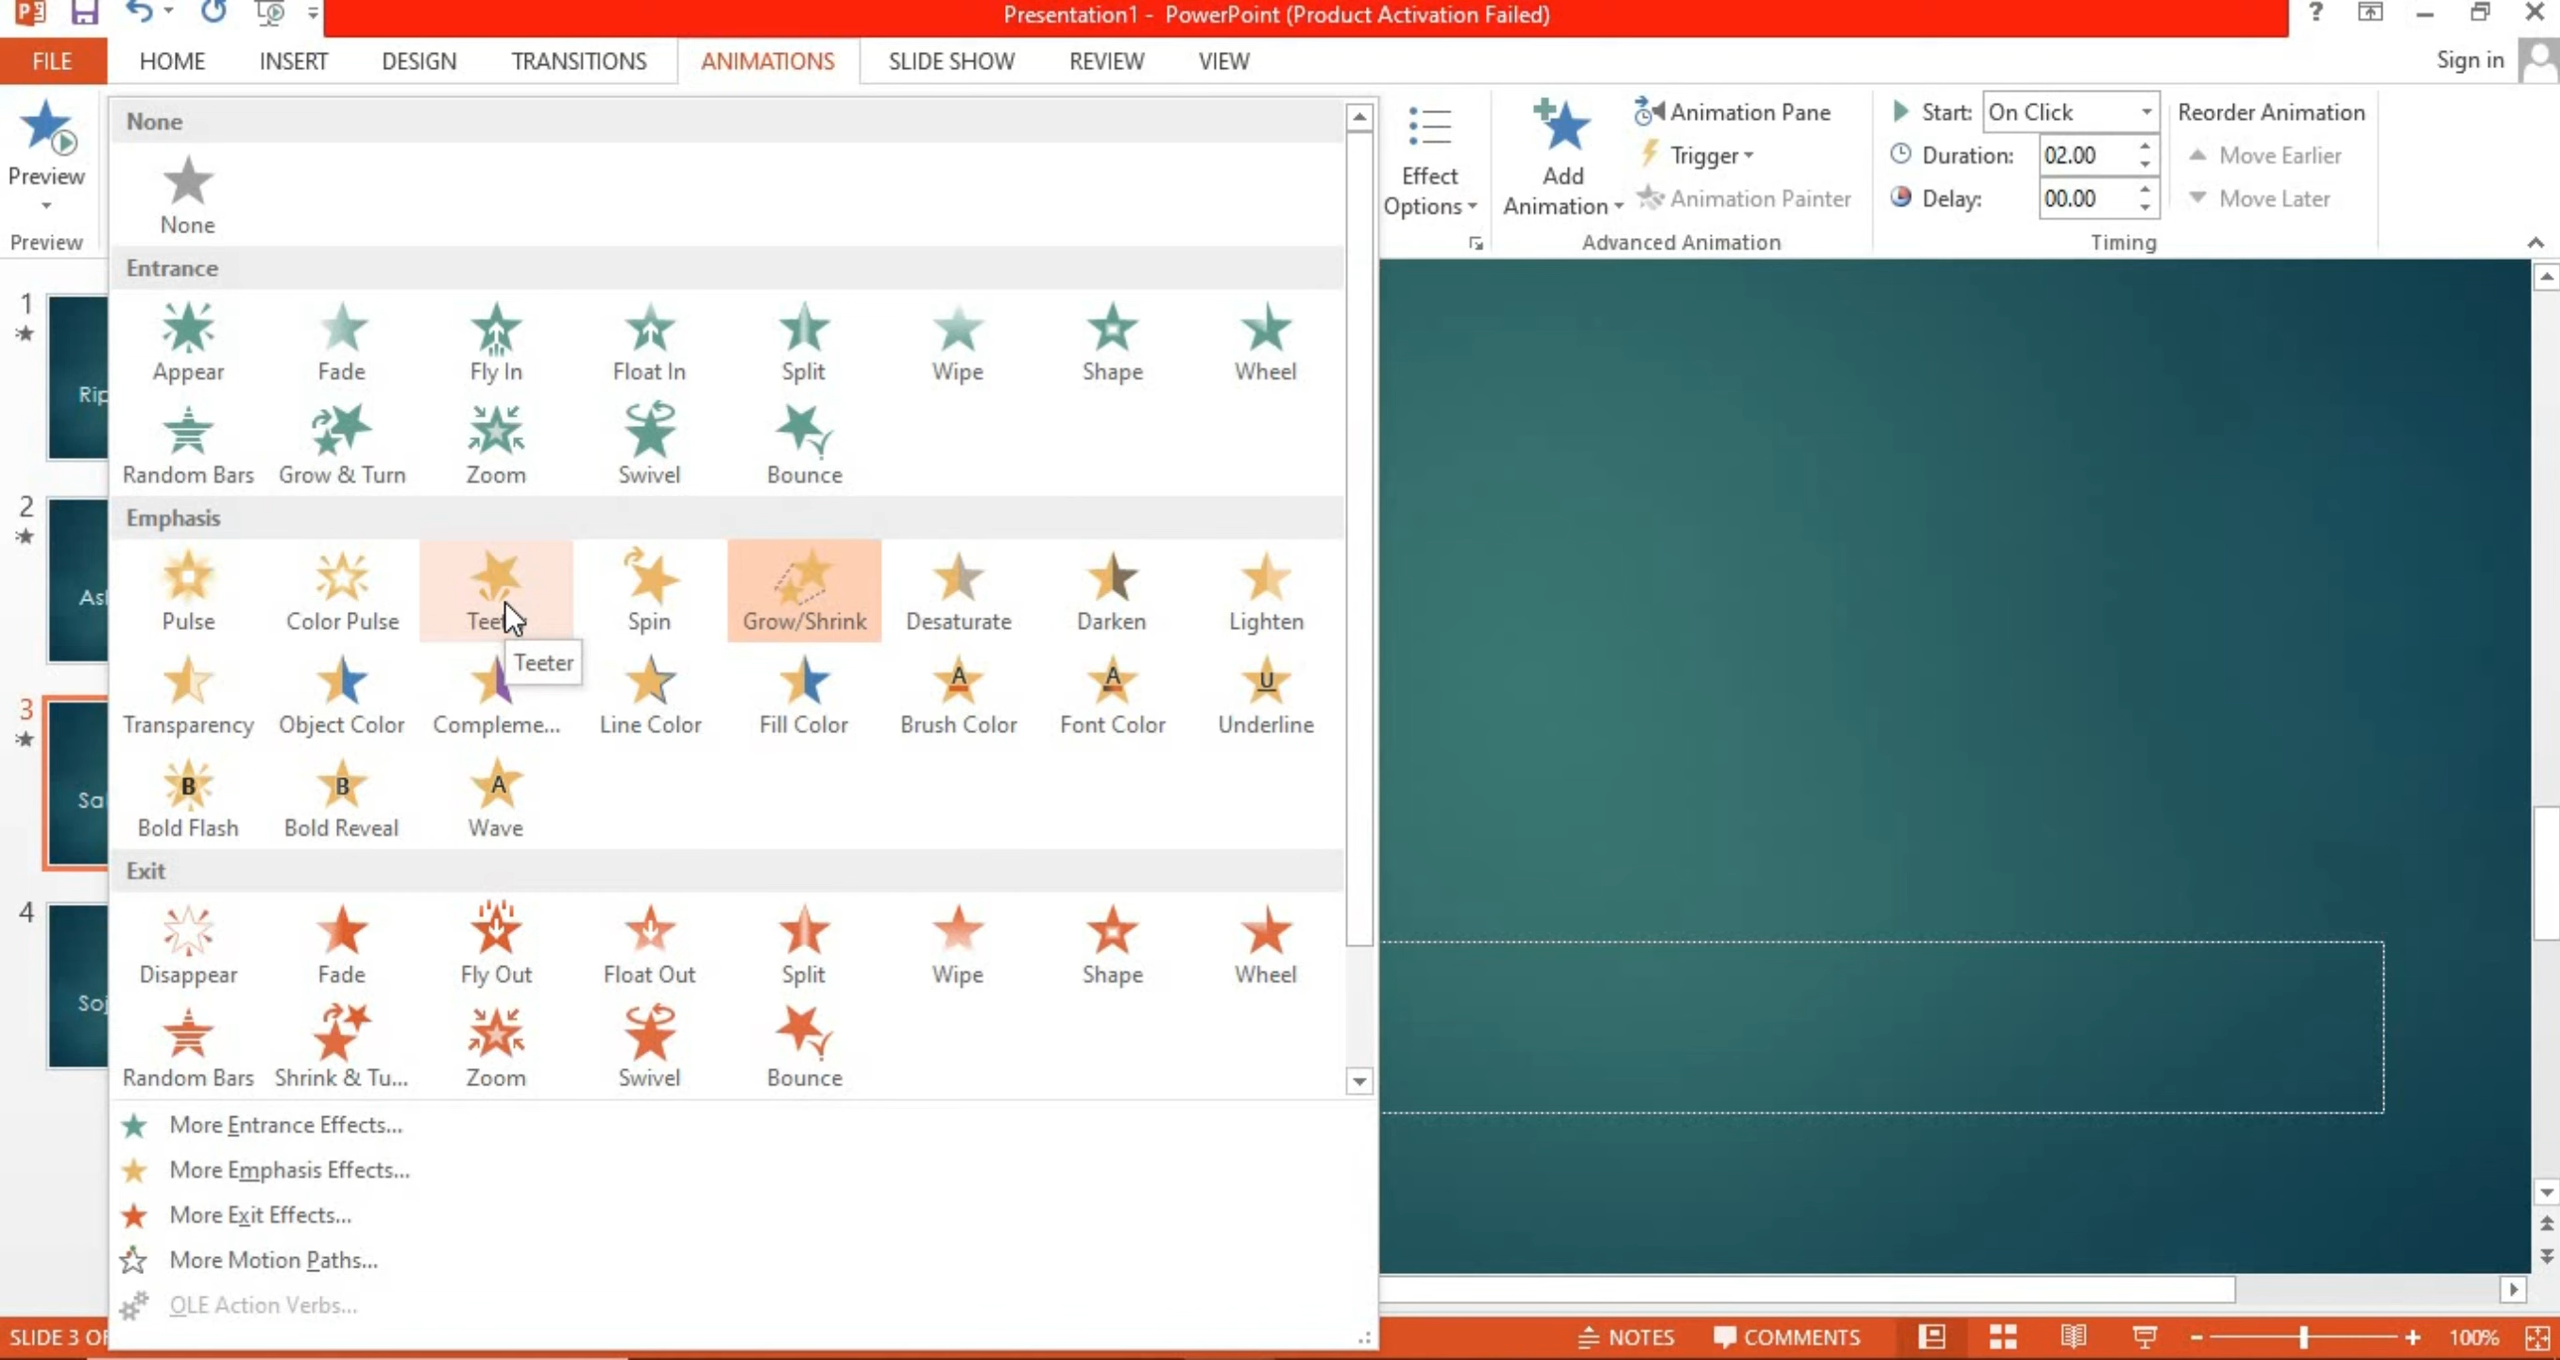 Presentation1 - PowerPoint (Product Activation Failed)
FILE HOME INSERT DESIGN TRANSITIONS ANIMATIONS SLIDE SHOW REVIEW VIEW Sign in
Preview
Preview
Effect
Options
Add
Animation
Animation Pane
Trigger
Animation Painter
Advanced Animation
Start: On Click
Duration: 02.00
Delay: 00.00
Reorder Animation
Move Earlier
Move Later
Timing
None
None
Entrance
Appear Fade Fly In Float In Split Wipe Shape Wheel
Random Bars Grow & Turn Zoom Swivel Bounce
Emphasis
Pulse Color Pulse Tee Spin Grow/Shrink Desaturate Darken Lighten
Teeter
Transparency Object Color Compleme... Line Color Fill Color Brush Color Font Color Underline
Bold Flash Bold Reveal Wave
Exit
Disappear Fade Fly Out Float Out Split Wipe Shape Wheel
Random Bars Shrink & Tu... Zoom Swivel Bounce
More Entrance Effects...
More Emphasis Effects...
More Exit Effects...
More Motion Paths...
OLE Action Verbs...
1
Rip
2
Asl
3
Sal
4
Soj
SLIDE 3 OF
NOTES COMMENTS 100%